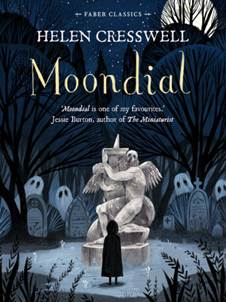 FABER CLASSICS
HELEN CRESSWELL
Moondial
'Moondial is one of my favourites.'
Jessie Burton, author of The Miniaturist